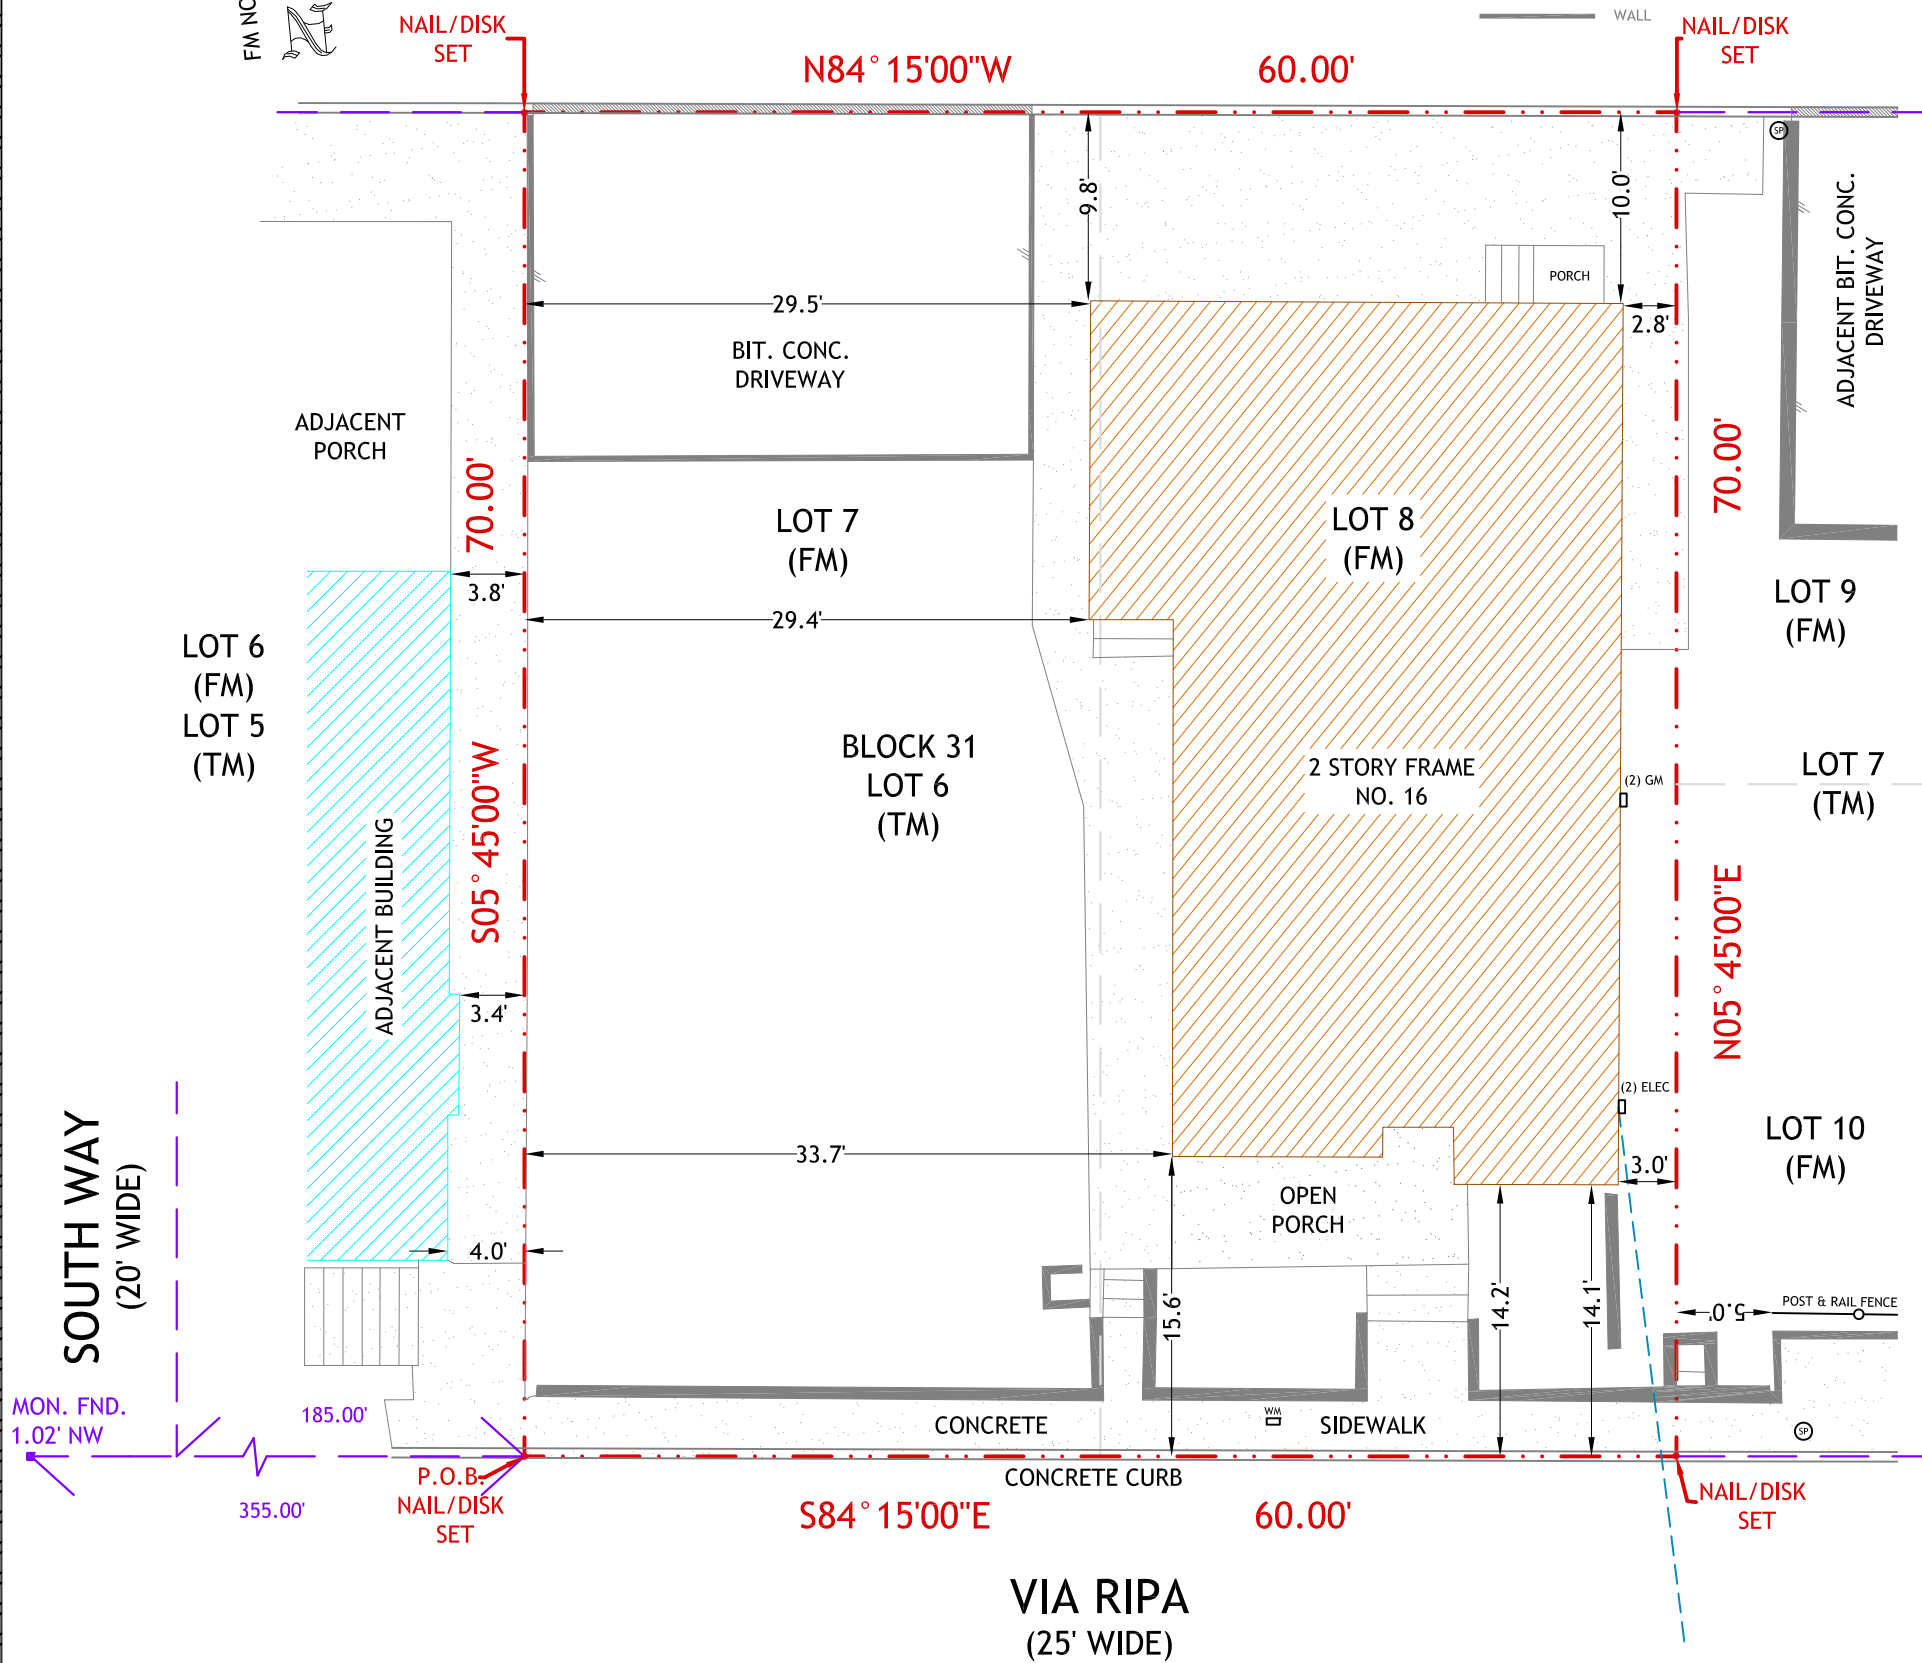 FM NO
N
NAIL/DISK
SET
N84°15'00"W
60.00'
WALL
NAIL/DISK
SET
SP
9.8'
10.0'
ADJACENT BIT. CONC.
DRIVEWAY
PORCH
29.5'
2.8'
BIT. CONC.
DRIVEWAY
ADJACENT
PORCH
70.00'
70.00'
LOT 7
(FM)
LOT 8
(FM)
3.8'
29.4'
LOT 9
(FM)
LOT 6
(FM)
LOT 5
(TM)
S05°45'00"W
BLOCK 31
LOT 6
(TM)
2 STORY FRAME
NO. 16
(2) GM
LOT 7
(TM)
ADJACENT BUILDING
N05°45'00"E
3.4'
(2) ELEC
LOT 10
(FM)
33.7'
3.0'
SOUTH WAY
(20' WIDE)
OPEN
PORCH
4.0'
15.6'
14.2'
14.1'
5.0'
POST & RAIL FENCE
MON. FND.
1.02' NW
185.00'
CONCRETE
WM
SIDEWALK
SP
355.00'
P.O.B.
NAIL/DISK
SET
CONCRETE CURB
S84°15'00"E
60.00'
NAIL/DISK
SET
VIA RIPA
(25' WIDE)